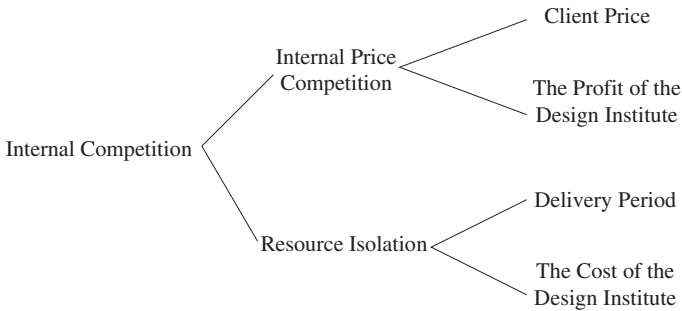 Client Price
Internal Price
Competition
The Profit of the
Design Institute
Internal Competition
Delivery Period
Resource Isolation
The Cost of the
Design Institute